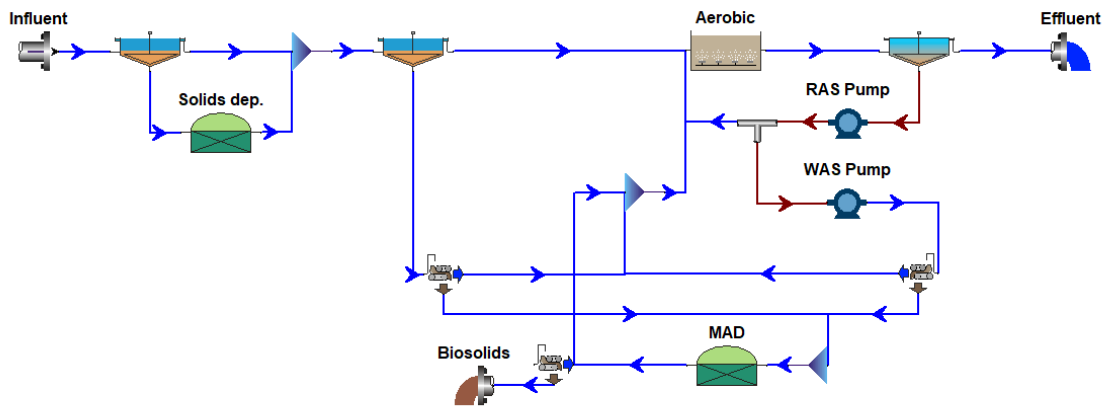 Influent
Aerobic
Effluent
Solids dep.
RAS Pump
WAS Pump
MAD
Biosolids